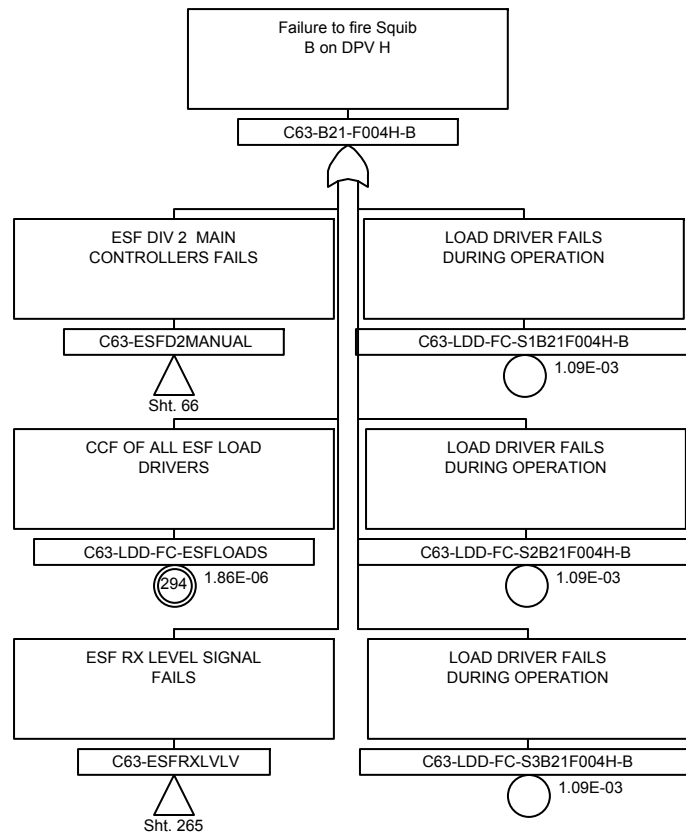 Failure to fire Squib
B on DPV H
C63-B21-F004H-B
ESF DIV 2 MAIN
CONTROLLERS FAILS
C63-ESFD2MANUAL
Sht. 66
LOAD DRIVER FAILS
DURING OPERATION
C63-LDD-FC-S1B21F004H-B
1.09E-03
CCF OF ALL ESF LOAD
DRIVERS
C63-LDD-FC-ESFLOADS
294
1.86E-06
LOAD DRIVER FAILS
DURING OPERATION
C63-LDD-FC-S2B21F004H-B
1.09E-03
ESF RX LEVEL SIGNAL
FAILS
C63-ESFRXLVLV
Sht. 265
LOAD DRIVER FAILS
DURING OPERATION
C63-LDD-FC-S3B21F004H-B
1.09E-03